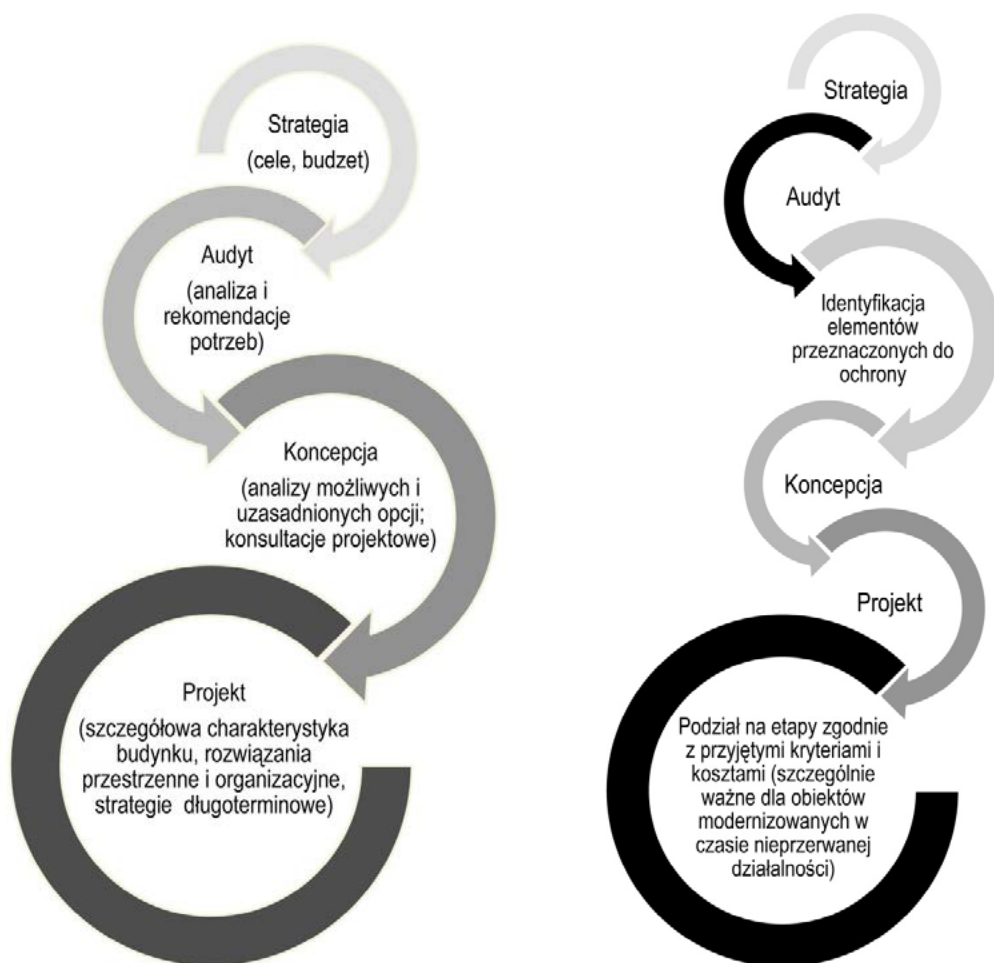 Strategia
(cele, budzet)
Audyt
(analiza i
rekomendacje
potrzeb)
Koncepcja
(analizy możliwych i
uzasadnionych opcji;
konsultacje projektowe)
Projekt
(szczegółowa charakterystyka
budynku, rozwiązania
przestrzenne i organizacyjne,
strategie długoterminowe)
Strategia
Audyt
Identyfikacja
elementów
przeznaczonych do
ochrony
Koncepcja
Projekt
Podział na etapy zgodnie
z przyjętymi kryteriami i
kosztami (szczególnie
ważne dla obiektów
modernizowanych w
czasie nieprzerwanej
działalności)